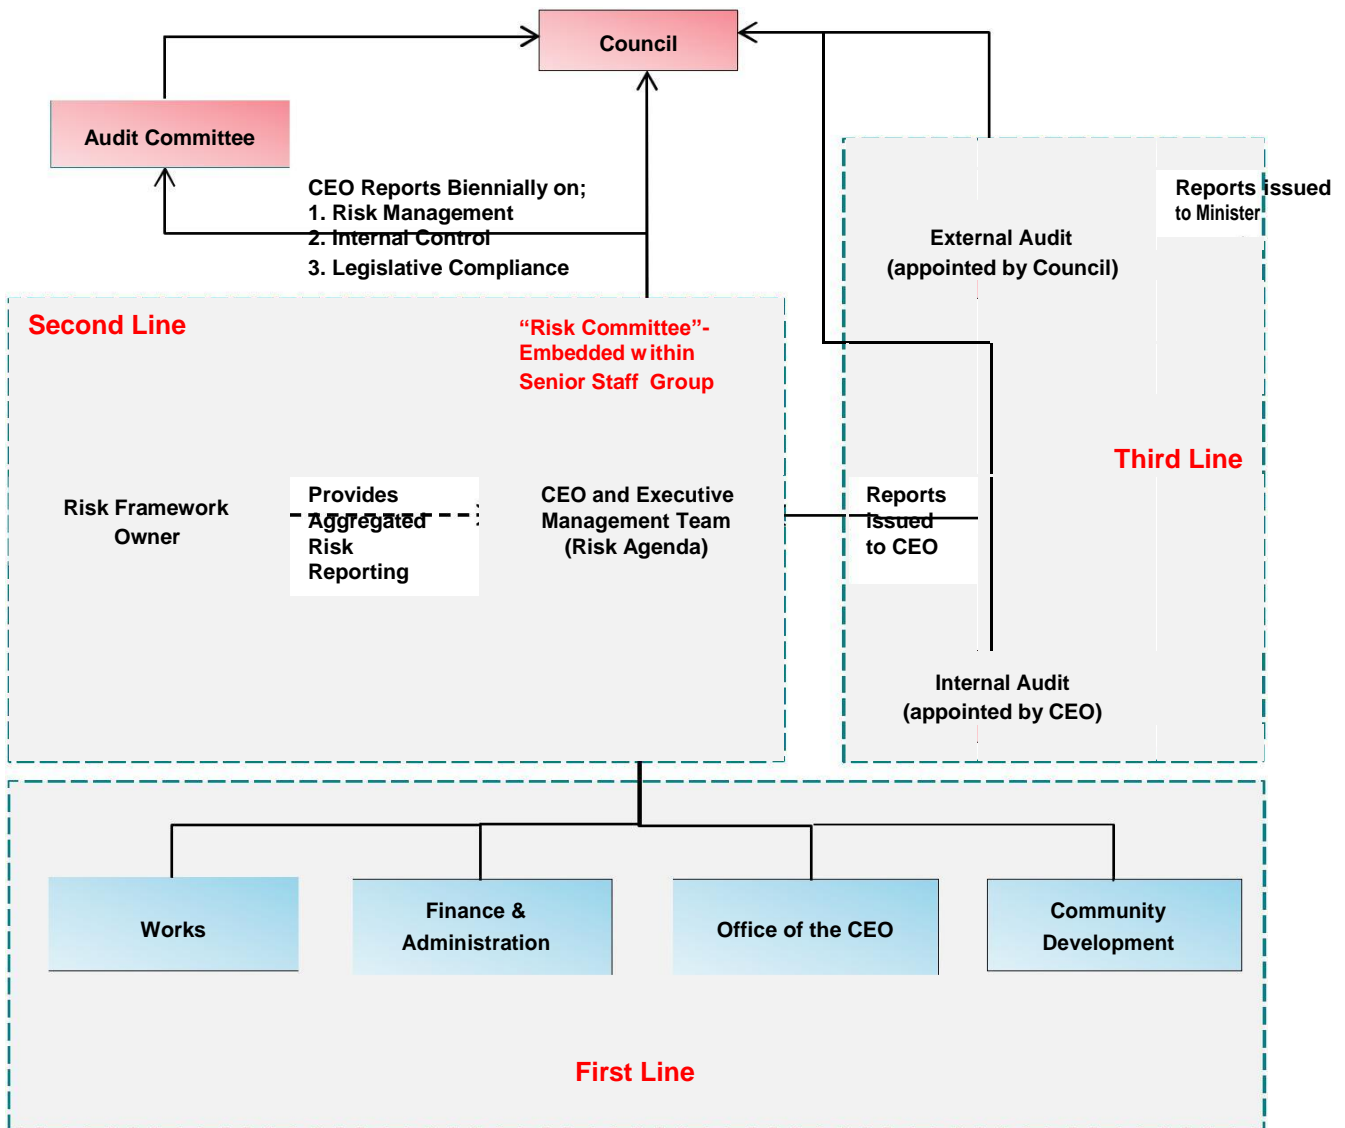 Council
Audit Committee
CEO Reports Biennially on;
1. Risk Management
2. Internal Control
3. Legislative Compliance
Reports issued
to Minister
External Audit
(appointed by Council)
Second Line
“Risk Committee”-
Embedded within
Senior Staff Group
Third Line
Risk Framework
Owner
Provides
Aggregated
Risk
Reporting
CEO and Executive
Management Team
(Risk Agenda)
Reports
Issued
to CEO
Internal Audit
(appointed by CEO)
Works
Finance &
Administration
Office of the CEO
Community
Development
First Line